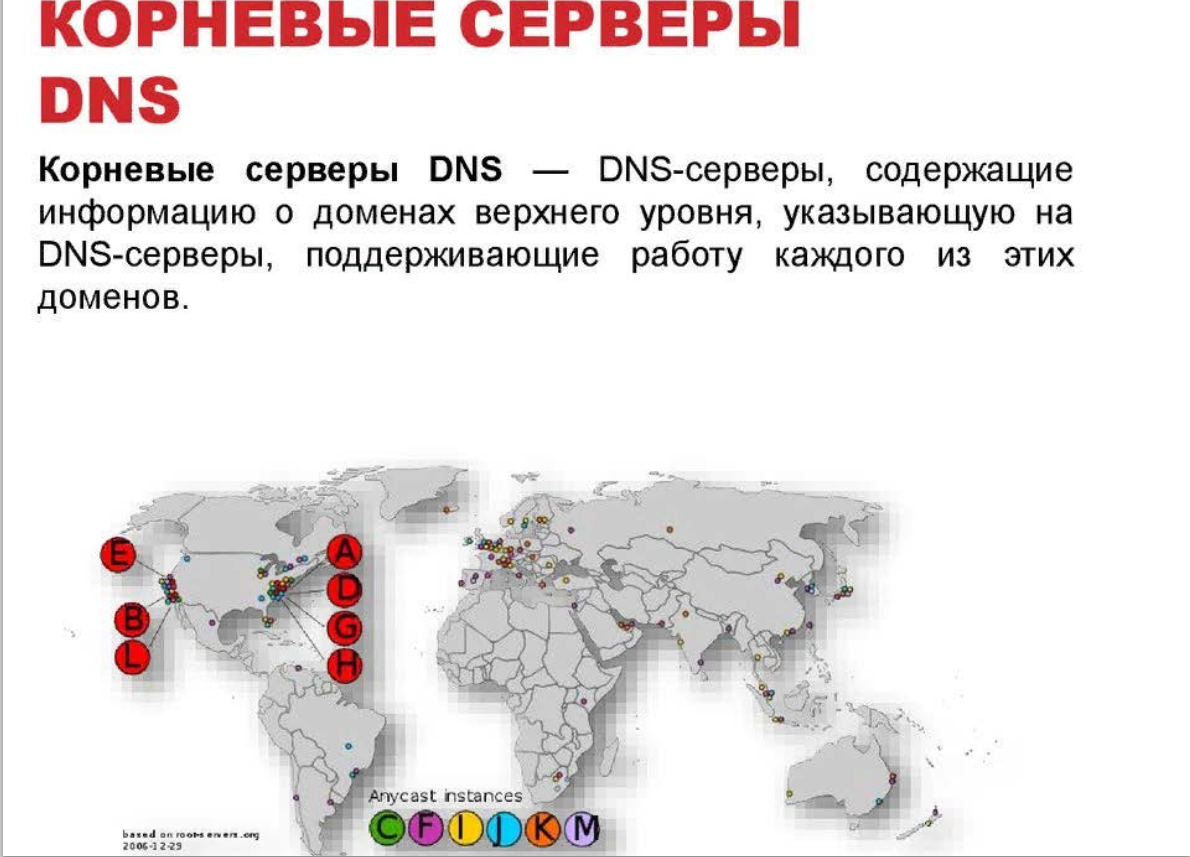 КОРНЕВЫЕ СЕРВЕРЫ
DNS
Корневые серверы DNS — DNS-серверы, содержащие
информацию о доменах верхнего уровня, указывающую на
DNS-серверы, поддерживающие работу каждого из этих
доменов.
E
A
D
B
G
L
H
Anycast instances
C F I J K M
based on root-servers.org
2006-12-29